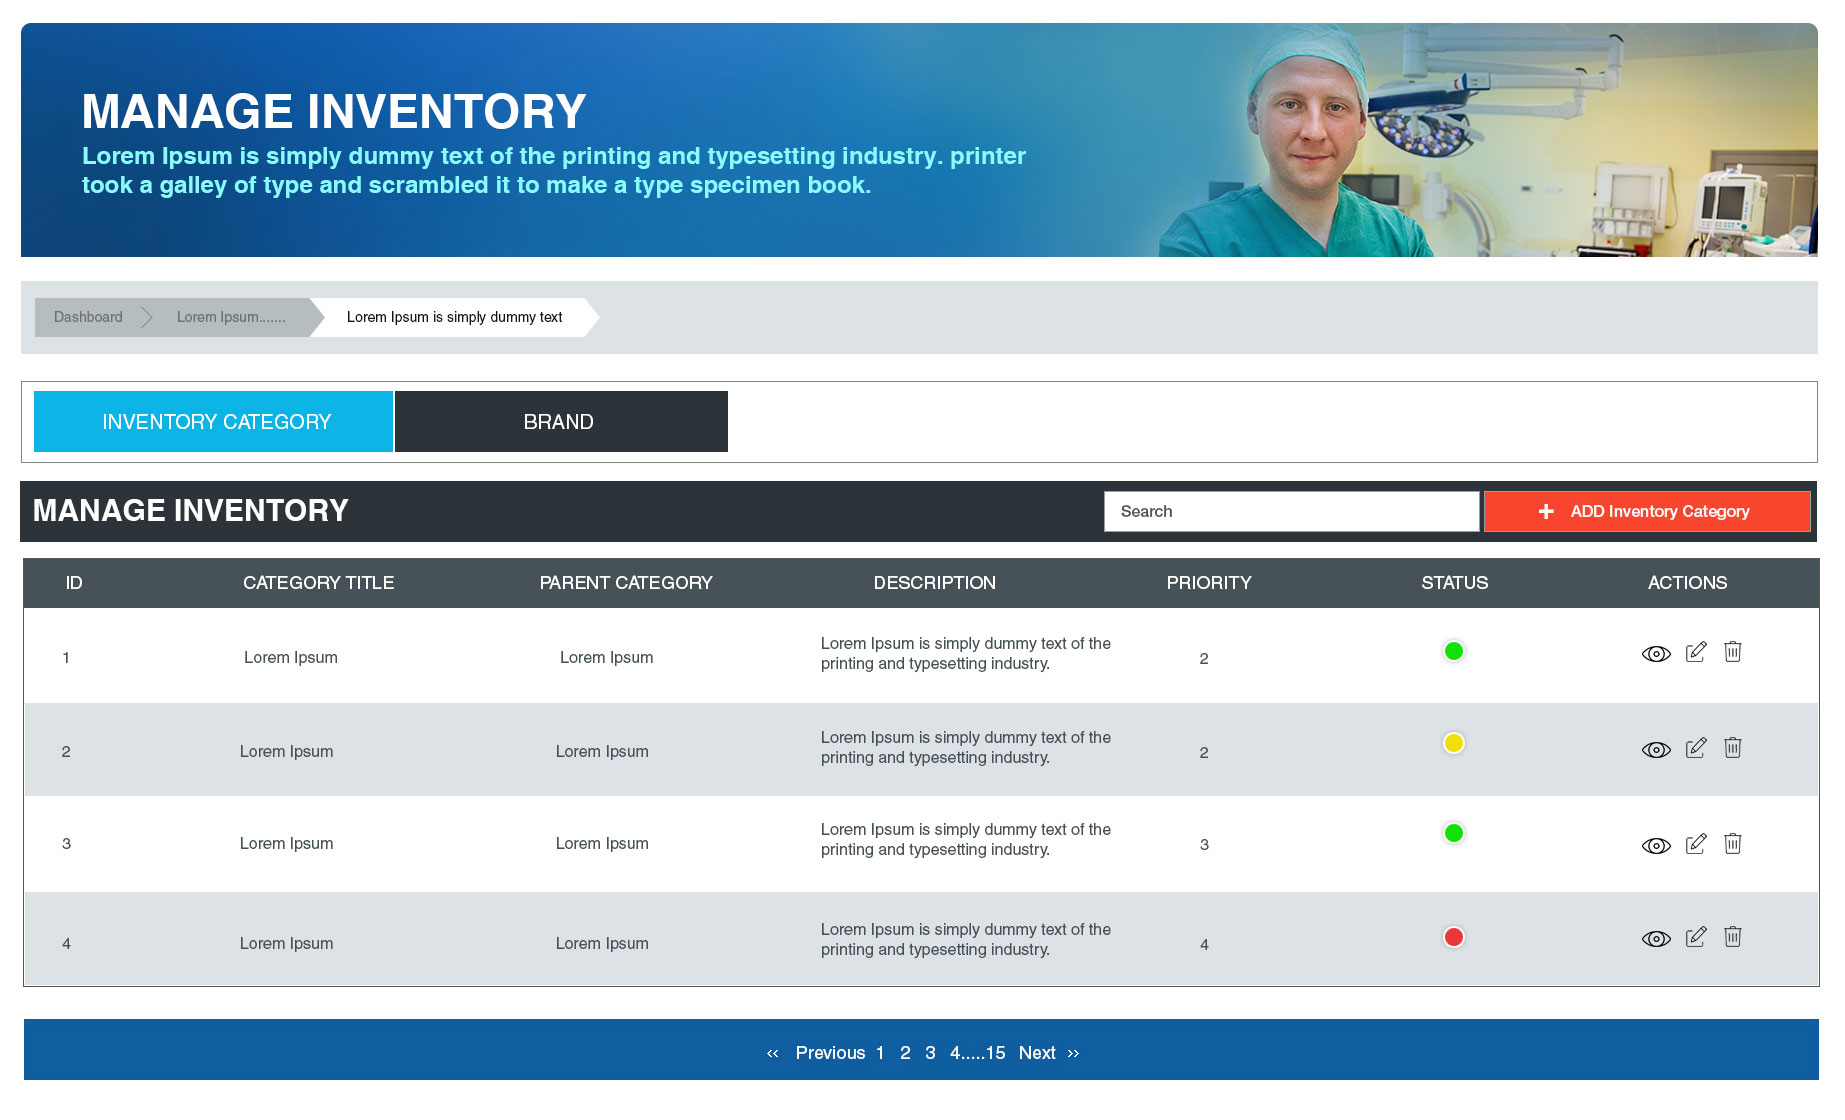 MANAGE INVENTORY
Lorem Ipsum is simply dummy text of the printing and typesetting industry. printer
took a galley of type and scrambled it to make a type specimen book.
Dashboard Lorem Ipsum....... Lorem Ipsum is simply dummy text
INVENTORY CATEGORY BRAND
MANAGE INVENTORY Search + ADD Inventory Category
ID CATEGORY TITLE PARENT CATEGORY DESCRIPTION PRIORITY STATUS ACTIONS
1 Lorem Ipsum Lorem Ipsum Lorem Ipsum is simply dummy text of the
printing and typesetting industry. 2
2 Lorem Ipsum Lorem Ipsum Lorem Ipsum is simply dummy text of the
printing and typesetting industry. 2
3 Lorem Ipsum Lorem Ipsum Lorem Ipsum is simply dummy text of the
printing and typesetting industry. 3
4 Lorem Ipsum Lorem Ipsum Lorem Ipsum is simply dummy text of the
printing and typesetting industry. 4
‹‹ Previous 1 2 3 4.....15 Next ››